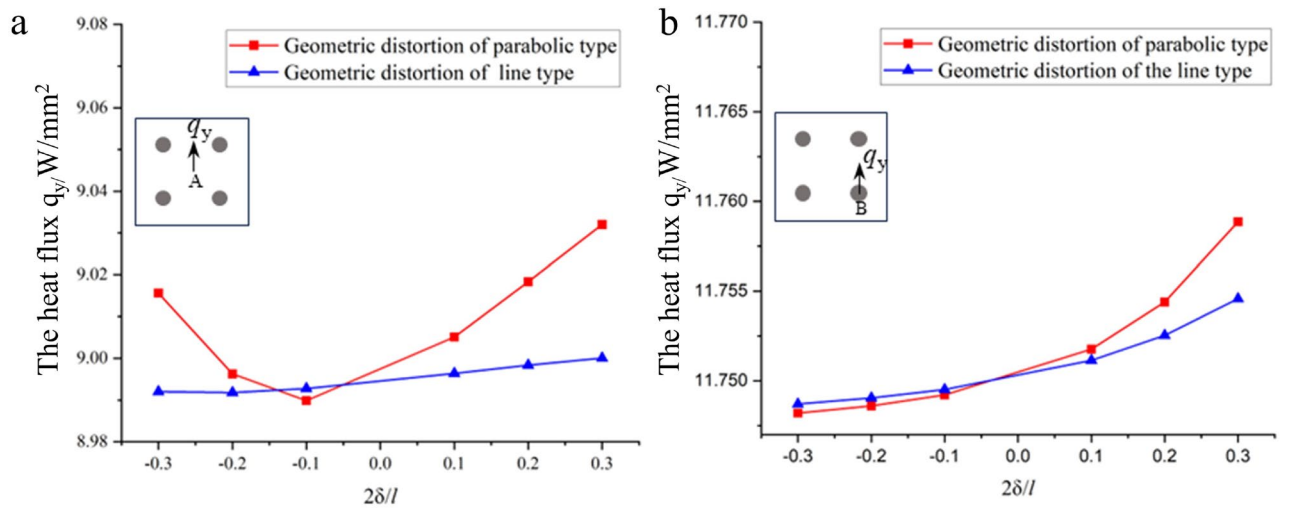 a
The heat flux q_y/W/mm²
9.08
9.06
9.04
9.02
9.00
8.98
Geometric distortion of parabolic type
Geometric distortion of line type
q_y
A
-0.3 -0.2 -0.1 0.0 0.1 0.2 0.3
2δ/l
b
The heat flux q_y/W/mm²
11.770
11.765
11.760
11.755
11.750
Geometric distortion of parabolic type
Geometric distortion of the line type
q_y
B
-0.3 -0.2 -0.1 0.0 0.1 0.2 0.3
2δ/l